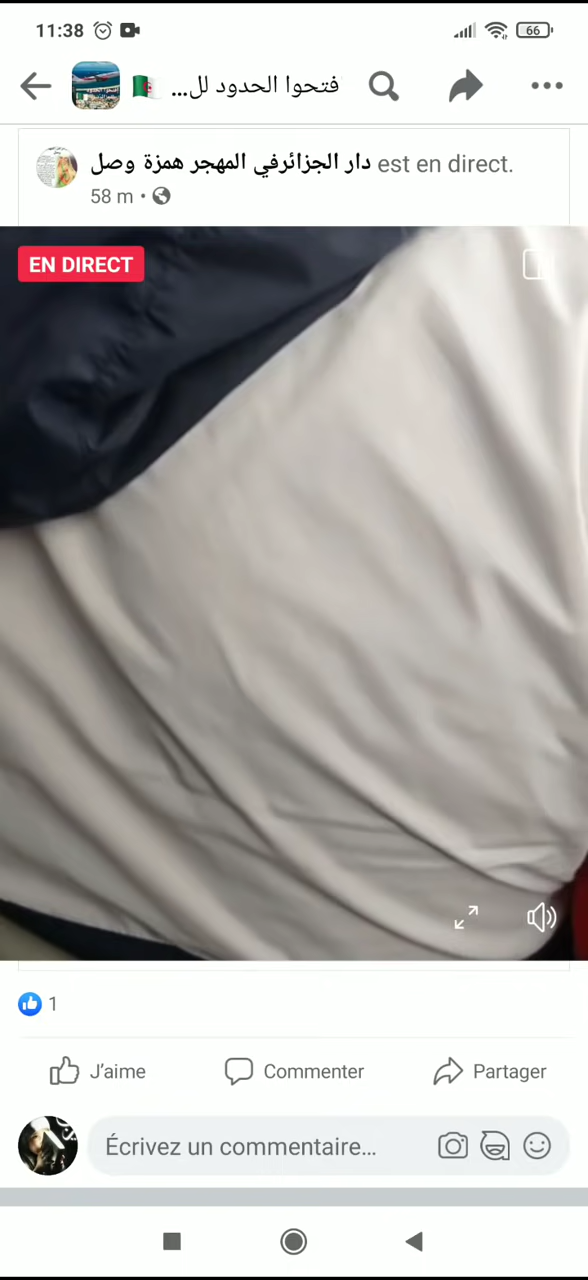 11:38
66
فتحوا الحدود لل...
دار الجزائرفي المهجر همزة وصل est en direct.
58 m
EN DIRECT
1
J’aime
Commenter
Partager
Écrivez un commentaire...